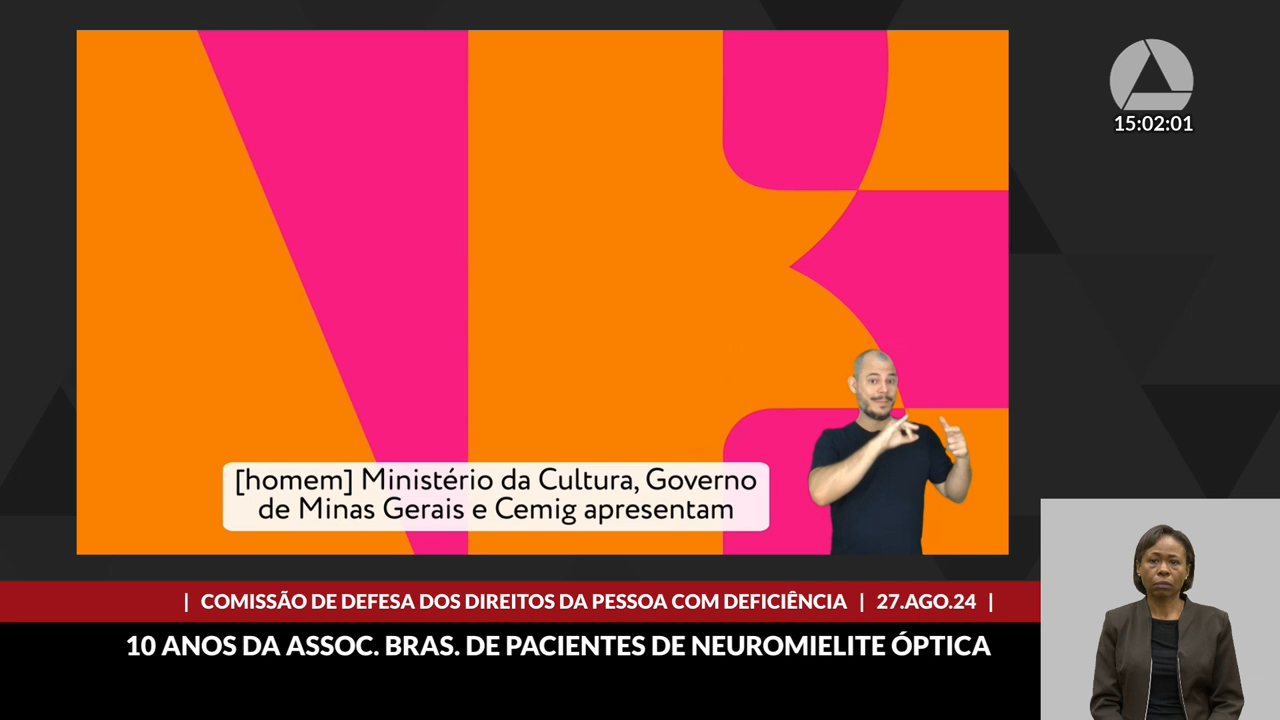 15:02:01
[homem] Ministério da Cultura, Governo
de Minas Gerais e Cemig apresentam
| COMISSÃO DE DEFESA DOS DIREITOS DA PESSOA COM DEFICIÊNCIA | 27.AGO.24 |
10 ANOS DA ASSOC. BRAS. DE PACIENTES DE NEUROMIELITE ÓPTICA